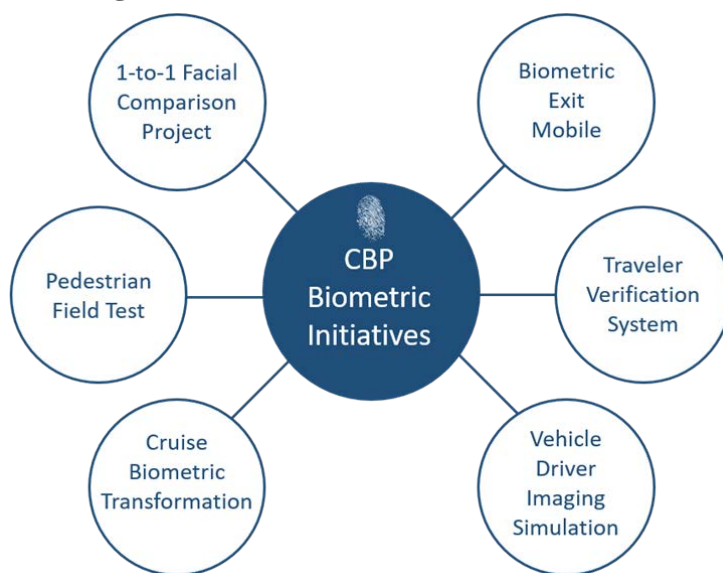 1-to-1 Facial
Comparison
Project
Biometric
Exit
Mobile
CBP
Biometric
Initiatives
Pedestrian
Field Test
Traveler
Verification
System
Cruise
Biometric
Transformation
Vehicle
Driver
Imaging
Simulation